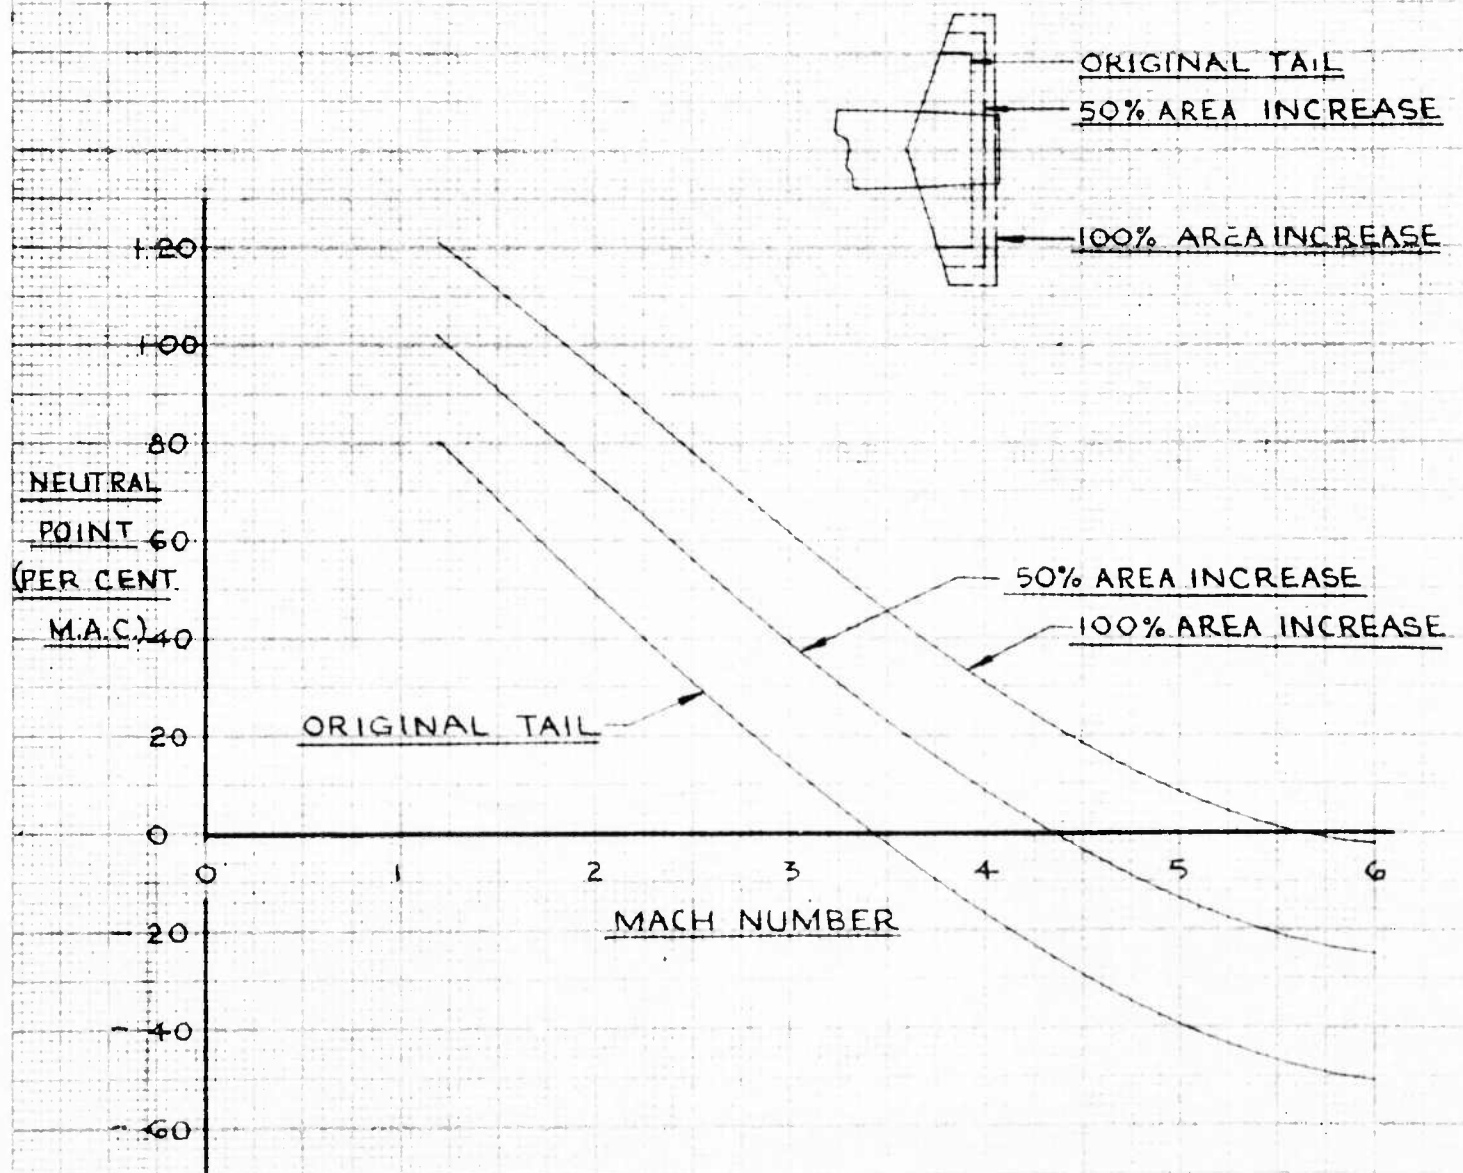 ORIGINAL TAIL
50% AREA INCREASE
100% AREA INCREASE
120
100
80
NEUTRAL
POINT
60
(PER CENT
M.A.C.)
40
50% AREA INCREASE
100% AREA INCREASE
ORIGINAL TAIL
20
0
0 1 2 3 4 5 6
MACH NUMBER
-20
-40
-60